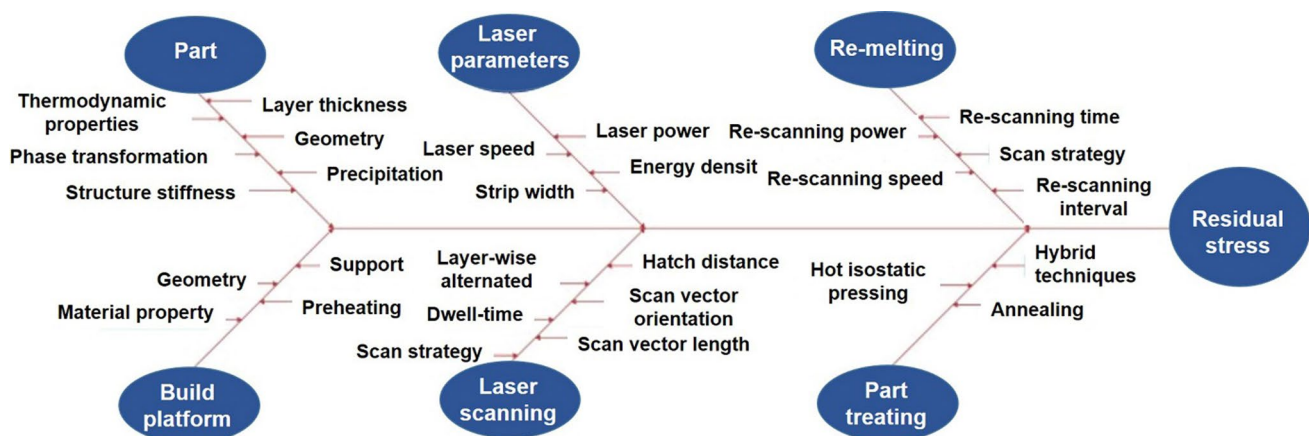 Part
Thermodynamic
properties
Phase transformation
Structure stiffness
Layer thickness
Geometry
Precipitation
Laser
parameters
Laser speed
Strip width
Laser power
Energy densit
Re-melting
Re-scanning power
Re-scanning speed
Re-scanning time
Scan strategy
Re-scanning
interval
Residual
stress
Geometry
Material property
Support
Preheating
Build
platform
Layer-wise
alternated
Dwell-time
Scan strategy
Hatch distance
Scan vector
orientation
Scan vector length
Laser
scanning
Hot isostatic
pressing
Hybrid
techniques
Annealing
Part
treating